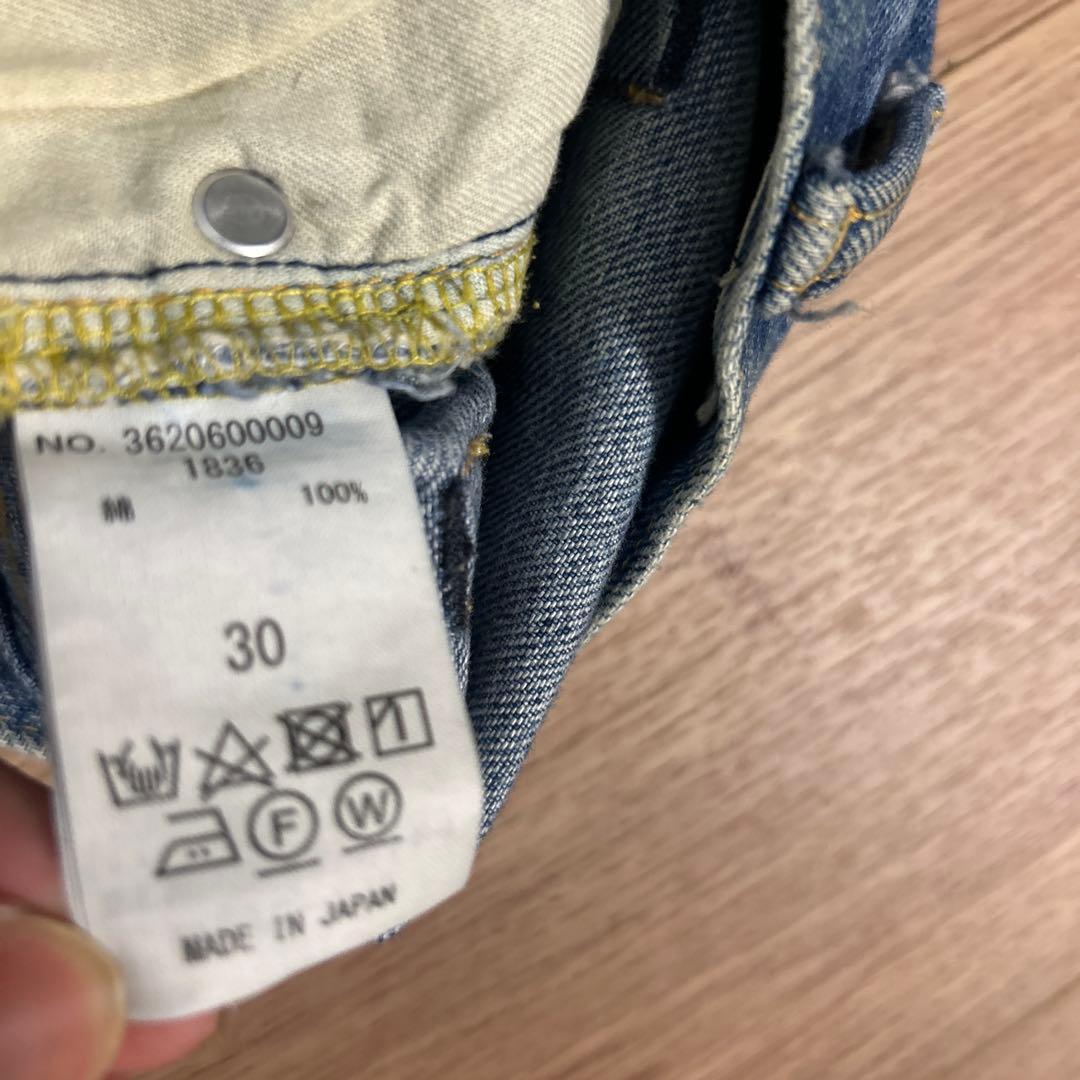 NO. 3620600009
1836
綿 100%
30
F W
MADE IN JAPAN